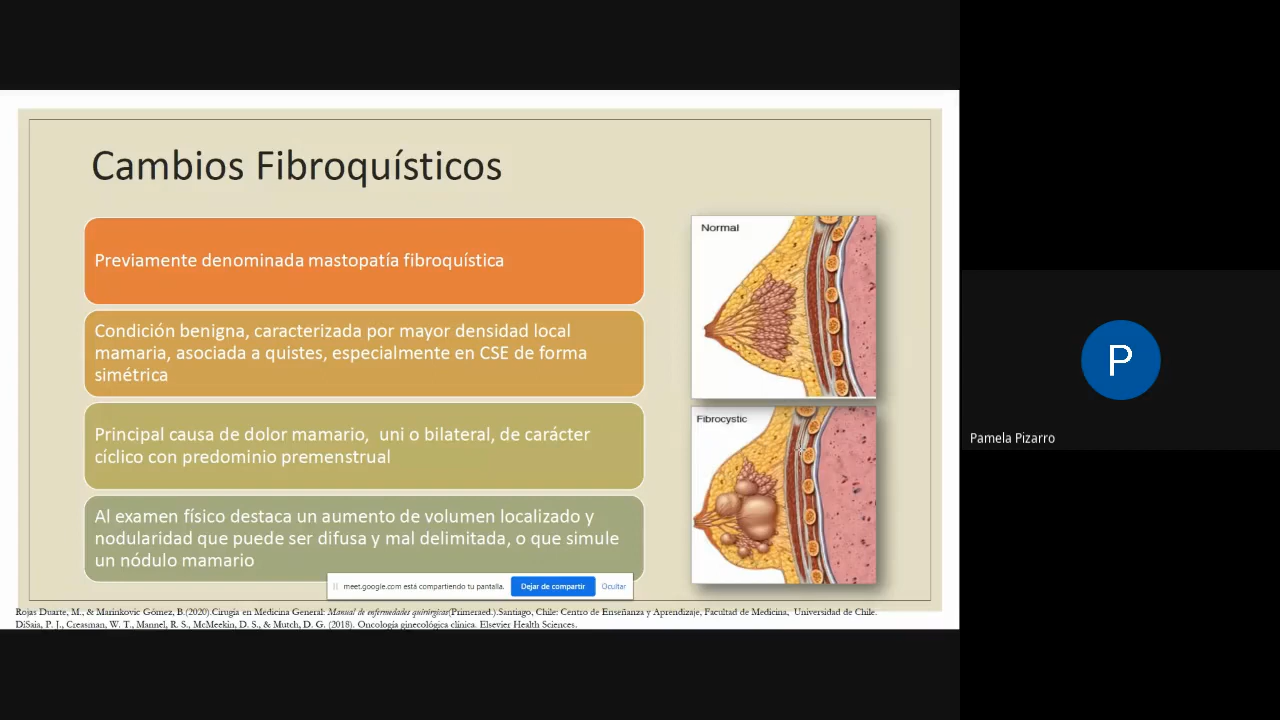 Cambios Fibroquísticos
Previamente denominada mastopatía fibroquística
Condición benigna, caracterizada por mayor densidad local
mamaria, asociada a quistes, especialmente en CSE de forma
simétrica
Principal causa de dolor mamario, uni o bilateral, de carácter
cíclico con predominio premenstrual
Al examen físico destaca un aumento de volumen localizado y
nodularidad que puede ser difusa y mal delimitada, o que simule
un nódulo mamario
Normal
Fibrocystic
meet.google.com está compartiendo tu pantalla.
Dejar de compartir
Ocultar
Rojas Duarte, M., & Marinkovic Gómez, B.(2020).Cirugía en Medicina General: Manual de enfermedades quirúrgicas(Primeraed.).Santiago, Chile: Centro de Enseñanza y Aprendizaje, Facultad de Medicina, Universidad de Chile.
DiSaia, P. J., Creasman, W. T., Mannel, R. S., McMeekin, D. S., & Mutch, D. G. (2018). Oncología ginecológica clínica. Elsevier Health Sciences.
P
Pamela Pizarro